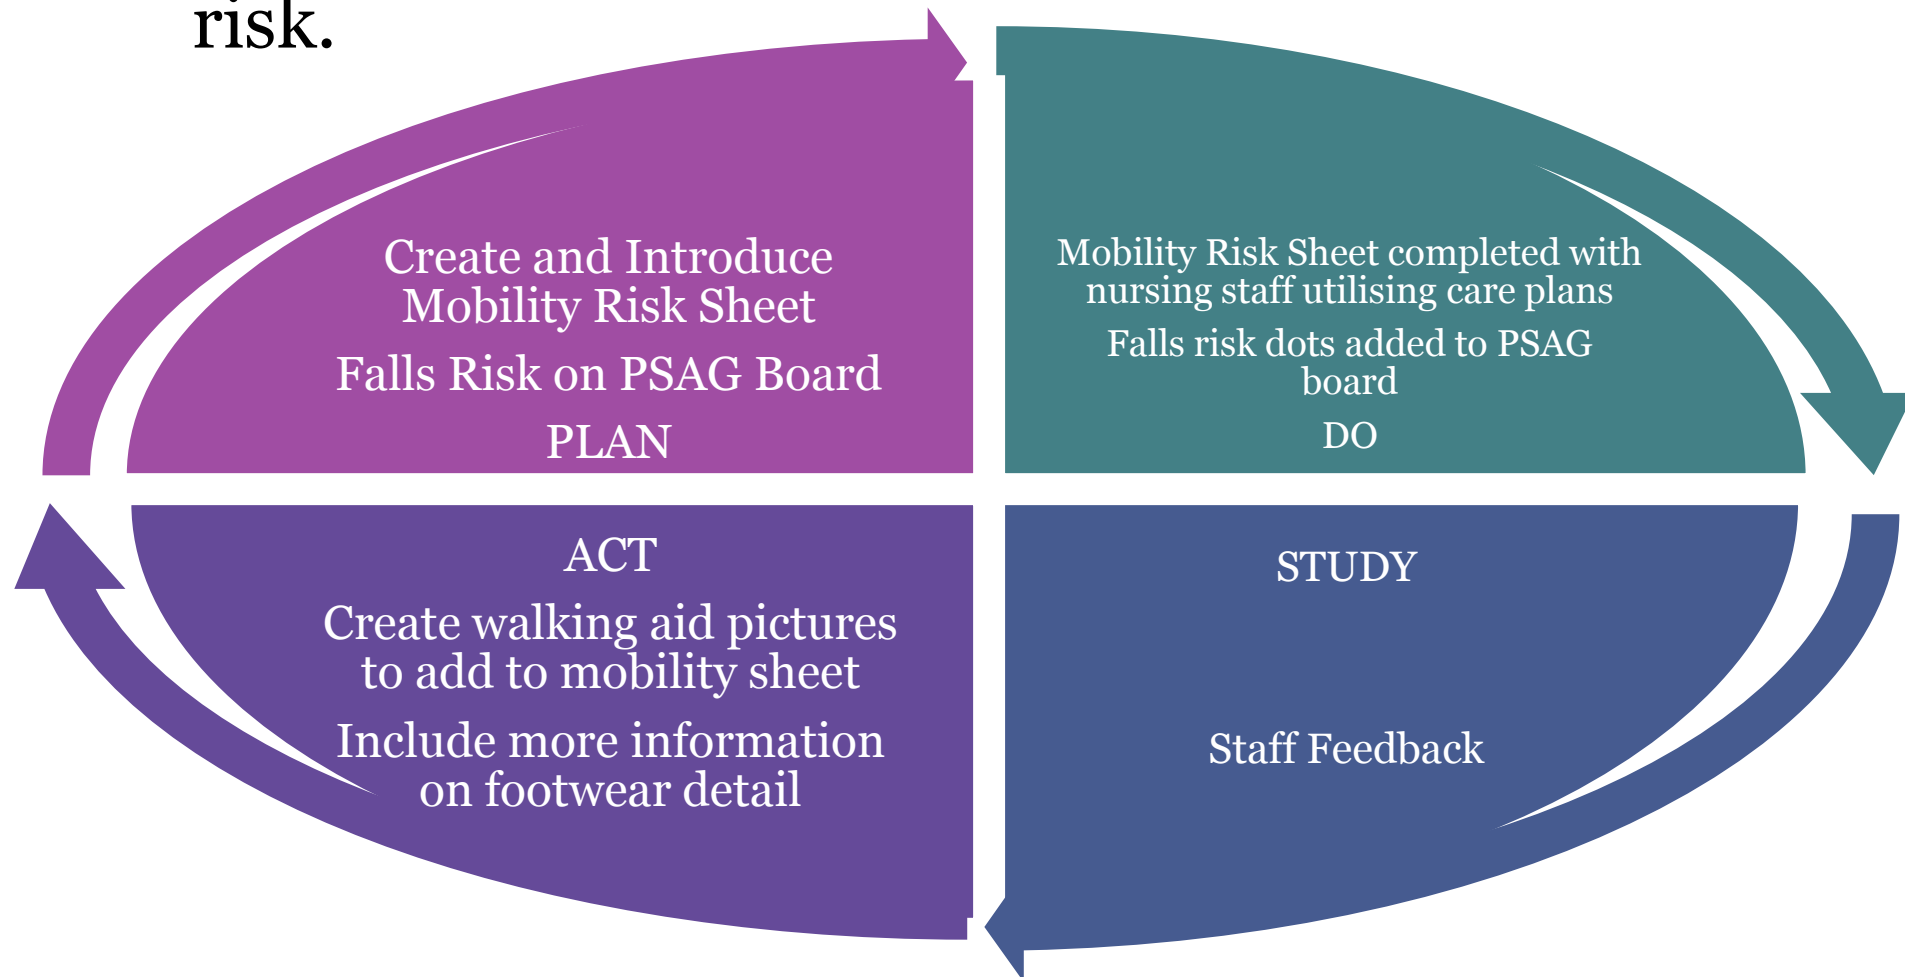 risk.
Create and Introduce
Mobility Risk Sheet
Falls Risk on PSAG Board
PLAN
Mobility Risk Sheet completed with
nursing staff utilising care plans
Falls risk dots added to PSAG
board
DO
ACT
Create walking aid pictures
to add to mobility sheet
Include more information
on footwear detail
STUDY
Staff Feedback